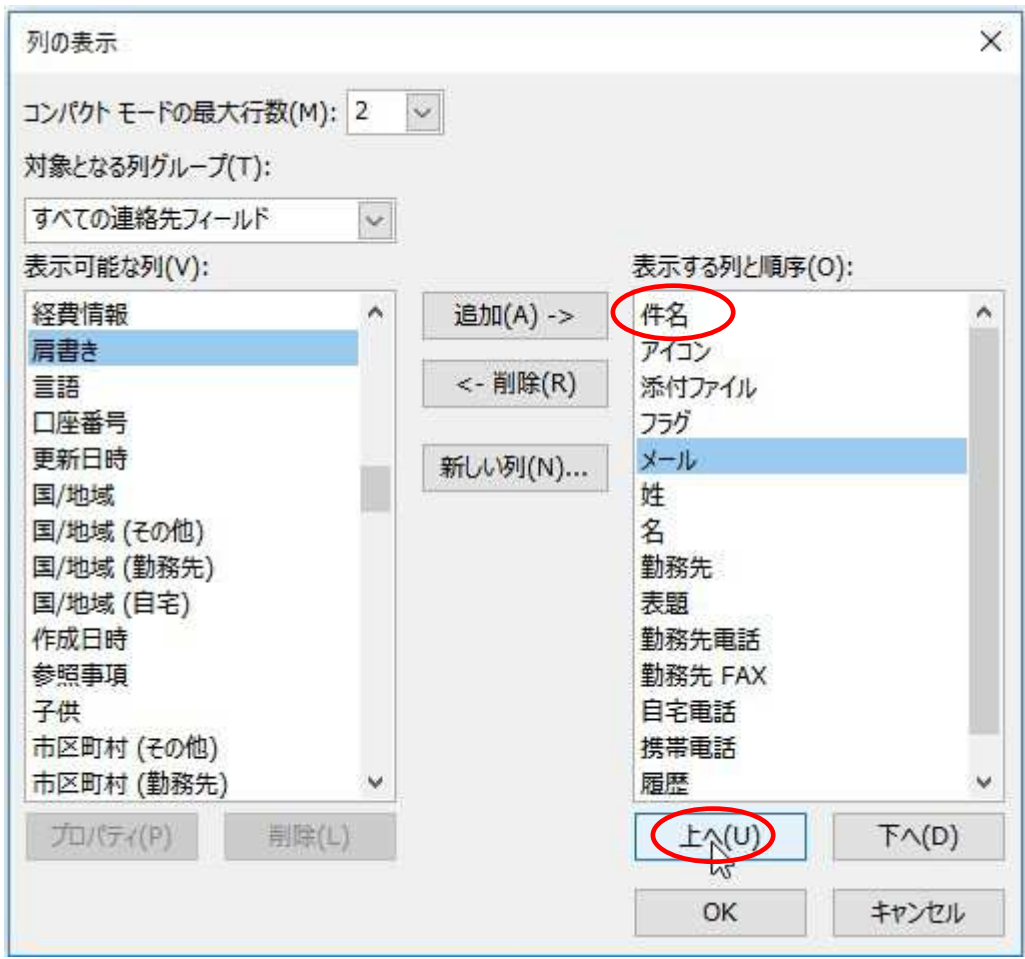 列の表示
コンパクト モードの最大行数(M): 2
対象となる列グループ(T):
すべての連絡先フィールド
表示可能な列(V):
経費情報
肩書き
言語
口座番号
更新日時
国/地域
国/地域 (その他)
国/地域 (勤務先)
国/地域 (自宅)
作成日時
参照事項
子供
市区町村 (その他)
市区町村 (勤務先)
プロパティ(P)
削除(L)
追加(A) ->
<- 削除(R)
新しい列(N)...
表示する列と順序(O):
件名
アイコン
添付ファイル
フラグ
メール
姓
名
勤務先
表題
勤務先電話
勤務先 FAX
自宅電話
携帯電話
履歴
上へ(U)
下へ(D)
OK
キャンセル